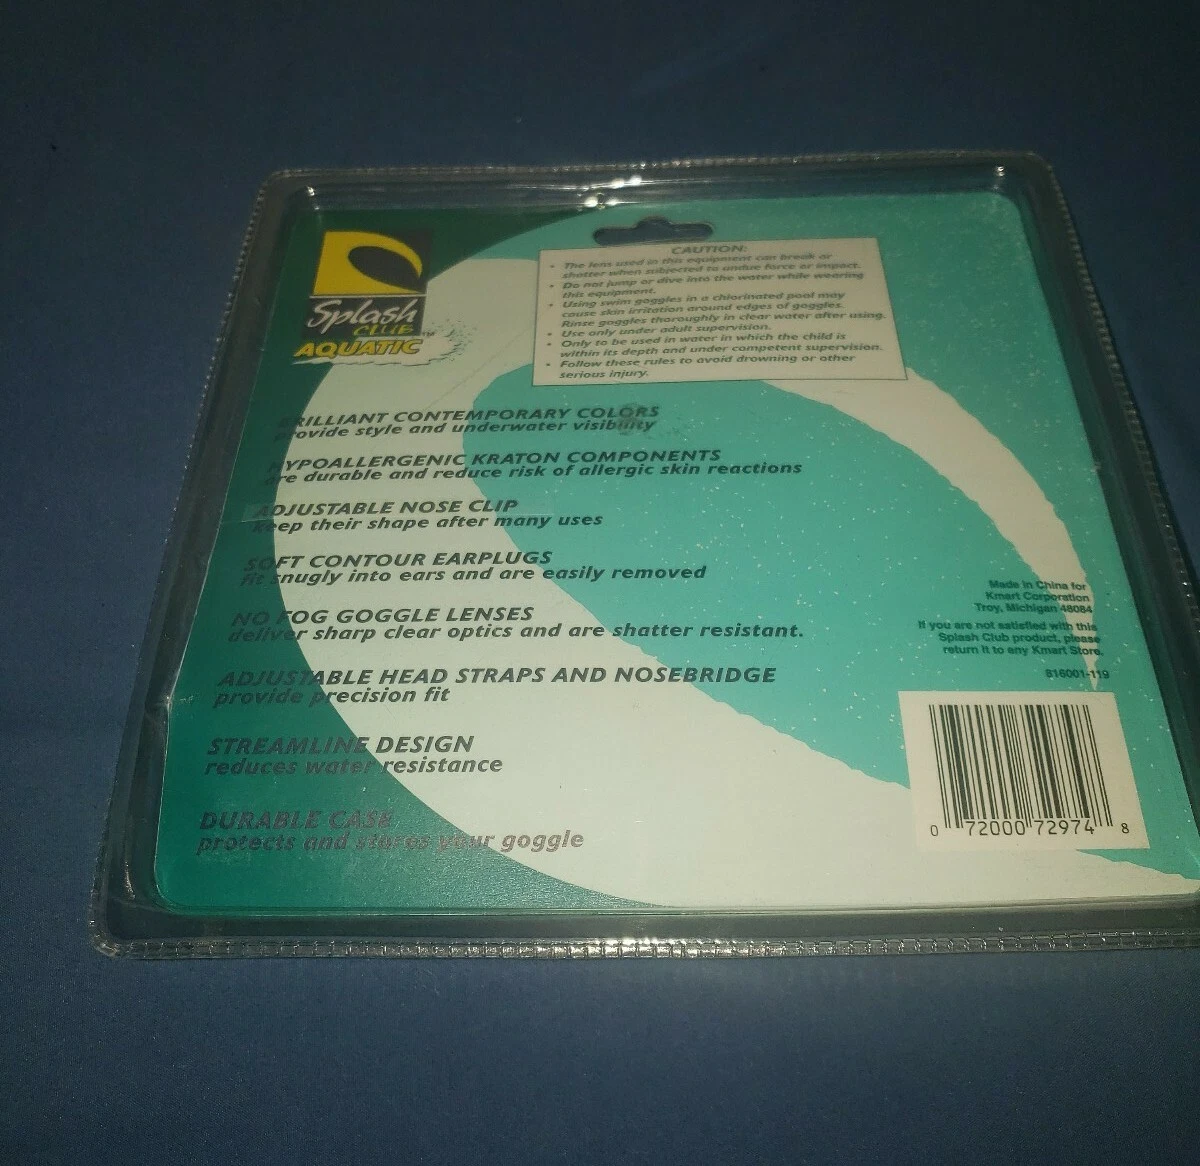 Splash
CLUB™
AQUATIC
CAUTION:
• The lens used in this equipment can break or
shatter when subjected to undue force or impact.
• Do not jump or dive into the water while wearing
this equipment.
• Using swim goggles in a chlorinated pool may
cause skin irritation around edges of goggles.
Rinse goggles thoroughly in clear water after using.
• Use only under adult supervision.
• Only to be used in water in which the child is
within its depth and under competent supervision.
• Follow these rules to avoid drowning or other
serious injury.
BRILLIANT CONTEMPORARY COLORS
provide style and underwater visibility
HYPOALLERGENIC KRATON COMPONENTS
are durable and reduce risk of allergic skin reactions
ADJUSTABLE NOSE CLIP
keep their shape after many uses
SOFT CONTOUR EARPLUGS
fit snugly into ears and are easily removed
NO FOG GOGGLE LENSES
deliver sharp clear optics and are shatter resistant.
ADJUSTABLE HEAD STRAPS AND NOSEBRIDGE
provide precision fit
STREAMLINE DESIGN
reduces water resistance
DURABLE CASE
protects and stores your goggle
Made in China for
Kmart Corporation
Troy, Michigan 48084
If you are not satisfied with this
Splash Club product, please
return it to any Kmart Store.
816001-119
0 72000 72974 8